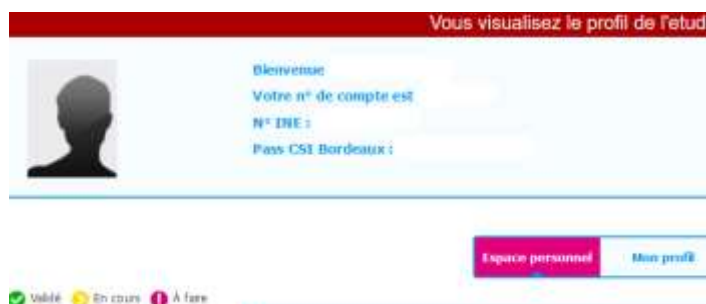 Vous visualisez le profil de l'etud
Bienvenue
Votre n° de compte est
N° INE :
Pass CSI Bordeaux :
Espace personnel
Mon profil
Validé En cours À faire